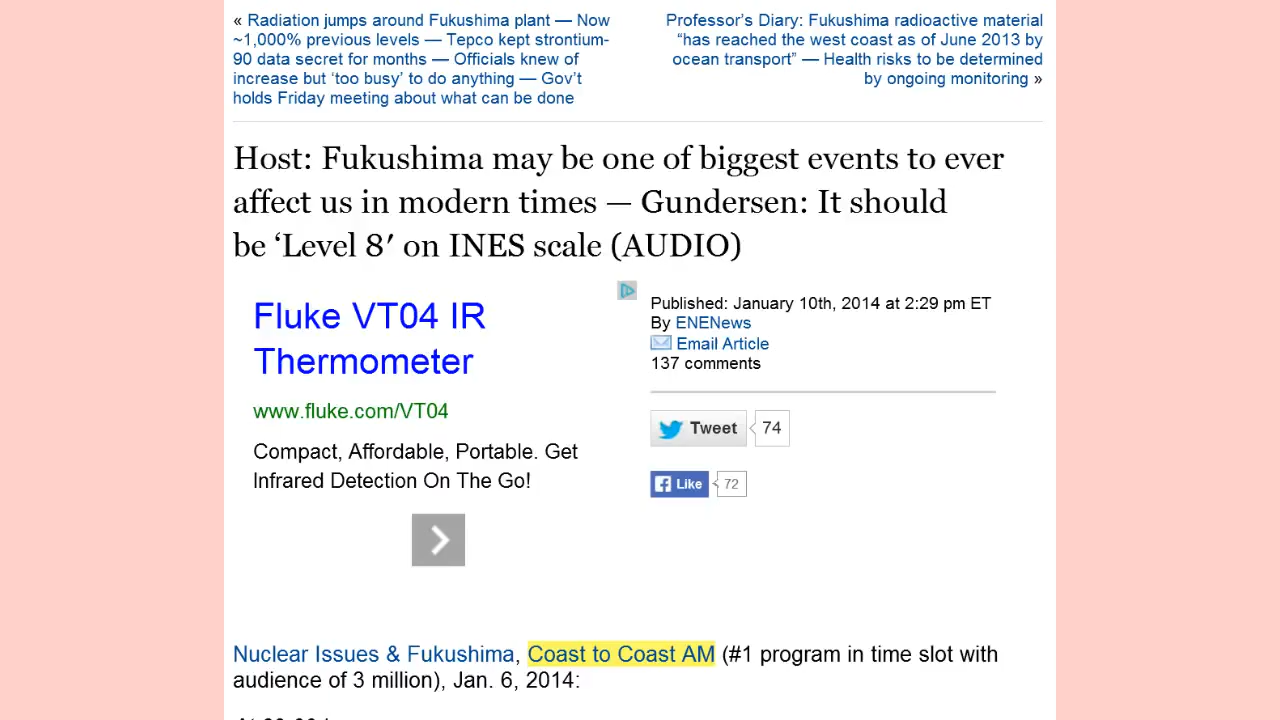 « Radiation jumps around Fukushima plant — Now
~1,000% previous levels — Tepco kept strontium-
90 data secret for months — Officials knew of
increase but ‘too busy’ to do anything — Gov’t
holds Friday meeting about what can be done
Professor’s Diary: Fukushima radioactive material
“has reached the west coast as of June 2013 by
ocean transport” — Health risks to be determined
by ongoing monitoring »
Host: Fukushima may be one of biggest events to ever
affect us in modern times — Gundersen: It should
be ‘Level 8′ on INES scale (AUDIO)
Fluke VT04 IR
Thermometer
www.fluke.com/VT04
Compact, Affordable, Portable. Get
Infrared Detection On The Go!
Published: January 10th, 2014 at 2:29 pm ET
By ENENews
Email Article
137 comments
Tweet 74
Like 72
Nuclear Issues & Fukushima, Coast to Coast AM (#1 program in time slot with
audience of 3 million), Jan. 6, 2014: